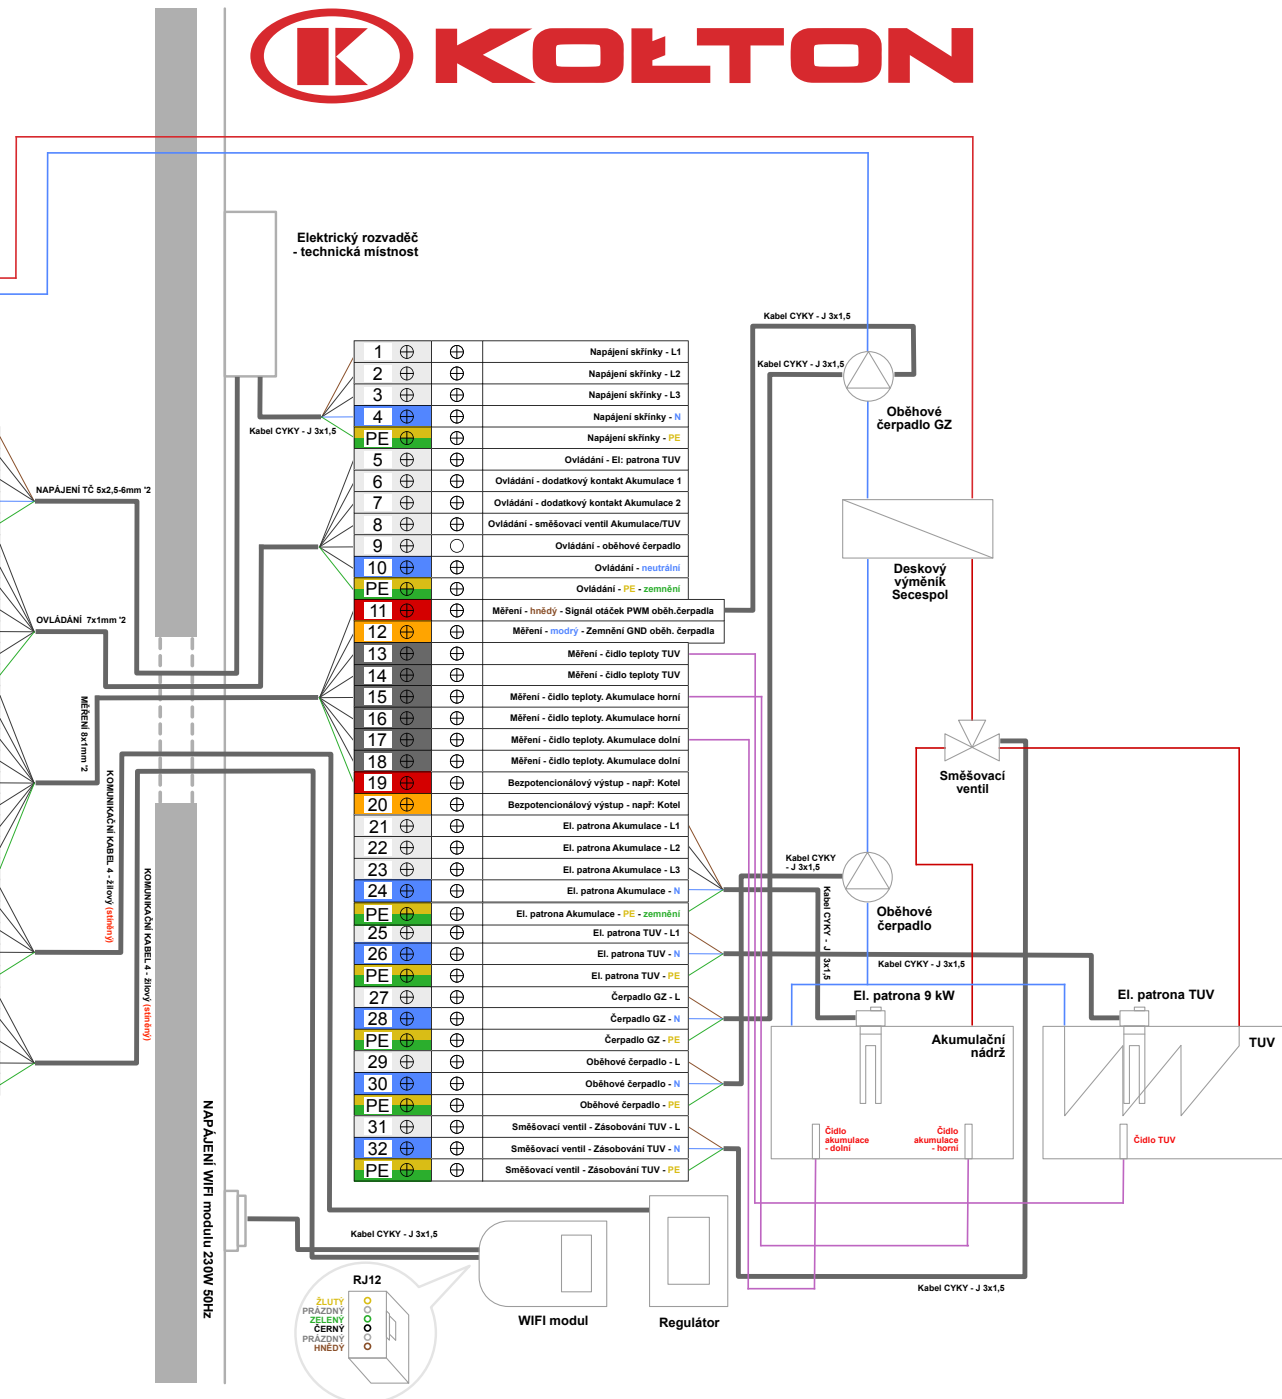 K KOŁTON
Elektrický rozvaděč
- technická místnost
Kabel CYKY - J 3x1,5
Kabel CYKY - J 3x1,5
Oběhové
čerpadlo GZ
Kabel CYKY - J 3x1,5
NAPÁJENÍ TČ 5x2,5-6mm '2
OVLÁDÁNÍ 7x1mm '2
MĚŘENÍ 8x1mm '2
KOMUNIKAČNÍ KABEL 4 - žilový (stíněný)
KOMUNIKAČNÍ KABEL 4 - žilový (stíněný)
NAPÁJENÍ WIFI modulu 230W 50Hz
1 Napájení skřínky - L1
2 Napájení skřínky - L2
3 Napájení skřínky - L3
4 Napájení skřínky - N
PE Napájení skřínky - PE
5 Ovládání - El: patrona TUV
6 Ovládání - dodatkový kontakt Akumulace 1
7 Ovládání - dodatkový kontakt Akumulace 2
8 Ovládání - směšovací ventil Akumulace/TUV
9 Ovládání - oběhové čerpadlo
10 Ovládání - neutrální
PE Ovládání - PE - zemnění
11 Měření - hnědý - Signál otáček PWM oběh.čerpadla
12 Měření - modrý - Zemnění GND oběh. čerpadla
13 Měření - čidlo teploty TUV
14 Měření - čidlo teploty TUV
15 Měření - čidlo teploty. Akumulace horní
16 Měření - čidlo teploty. Akumulace horní
17 Měření - čidlo teploty. Akumulace dolní
18 Měření - čidlo teploty. Akumulace dolní
19 Bezpotencionálový výstup - např: Kotel
20 Bezpotencionálový výstup - např: Kotel
21 El. patrona Akumulace - L1
22 El. patrona Akumulace - L2
23 El. patrona Akumulace - L3
24 El. patrona Akumulace - N
PE El. patrona Akumulace - PE - zemnění
25 El. patrona TUV - L1
26 El. patrona TUV - N
PE El. patrona TUV - PE
27 Čerpadlo GZ - L
28 Čerpadlo GZ - N
PE Čerpadlo GZ - PE
29 Oběhové čerpadlo - L
30 Oběhové čerpadlo - N
PE Oběhové čerpadlo - PE
31 Směšovací ventil - Zásobování TUV - L
32 Směšovací ventil - Zásobování TUV - N
PE Směšovací ventil - Zásobování TUV - PE
Deskový
výměník
Secespol
Směšovací
ventil
Kabel CYKY
- J 3x1,5
Oběhové
čerpadlo
Kabel CYKY - J 3x1,5
Kabel CYKY - J 3x1,5
El. patrona 9 kW
El. patrona TUV
Akumulační
nádrž
TUV
Čidlo
akumulace
- dolní
Čidlo
akumulace
- horní
Čidlo TUV
Kabel CYKY - J 3x1,5
Kabel CYKY - J 3x1,5
RJ12
ŽLUTÝ
PRÁZDNÝ
ZELENÝ
ČERNÝ
PRÁZDNÝ
HNĚDÝ
WIFI modul
Regulátor